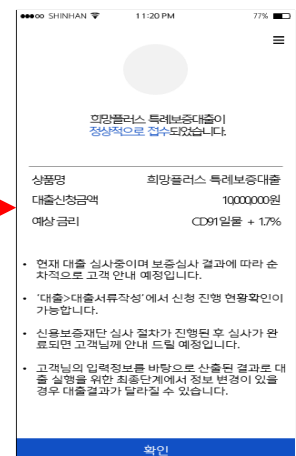 ●●●○○ SHINHAN 11:20 PM 77%
희망플러스 특례보증대출이
정상적으로 접수되었습니다.
상품명 희망플러스 특례보증대출
대출신청금액 10,000,000원
예상 금리 CD91일물 + 1.7%
• 현재 대출 심사중이며 보증심사 결과에 따라 순
차적으로 고객 안내 예정입니다.
• '대출>대출서류작성'에서 신청 진행 현황확인이
가능합니다.
• 신용보증재단 심사 절차가 진행된 후 심사가 완
료되면 고객님께 안내 드릴 예정입니다.
• 고객님의 입력정보를 바탕으로 산출된 결과로 대
출 실행을 위한 최종단계에서 정보 변경이 있을
경우 대출결과가 달라질 수 있습니다.
확인